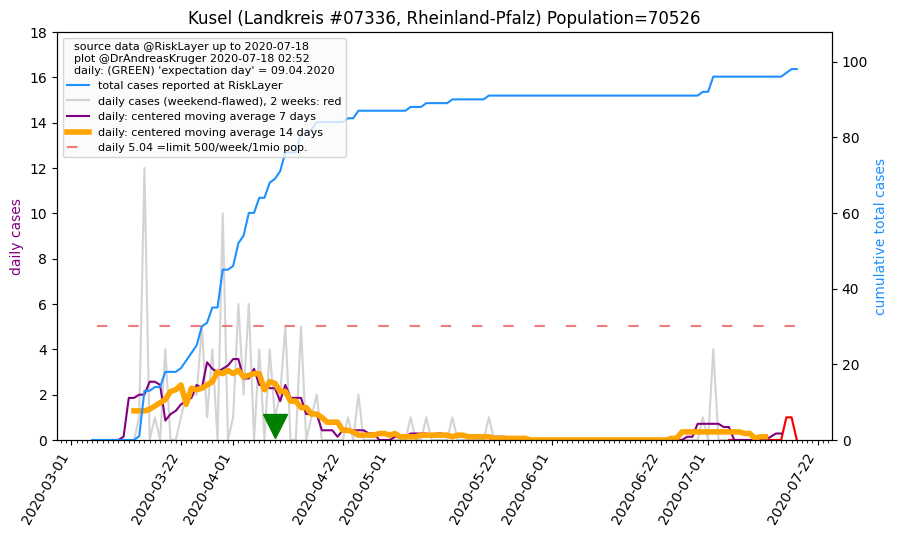 Kusel (Landkreis #07336, Rheinland-Pfalz) Population=70526
source data @RiskLayer up to 2020-07-18
plot @DrAndreasKruger 2020-07-18 02:52
daily: (GREEN) 'expectation day' = 09.04.2020
total cases reported at RiskLayer
daily cases (weekend-flawed), 2 weeks: red
daily: centered moving average 7 days
daily: centered moving average 14 days
daily 5.04 =limit 500/week/1mio pop.
daily cases
18
16
14
12
10
8
6
4
2
0
cumulative total cases
100
80
60
40
20
0
2020-03-01
2020-03-22
2020-04-01
2020-04-22
2020-05-01
2020-05-22
2020-06-01
2020-06-22
2020-07-01
2020-07-22